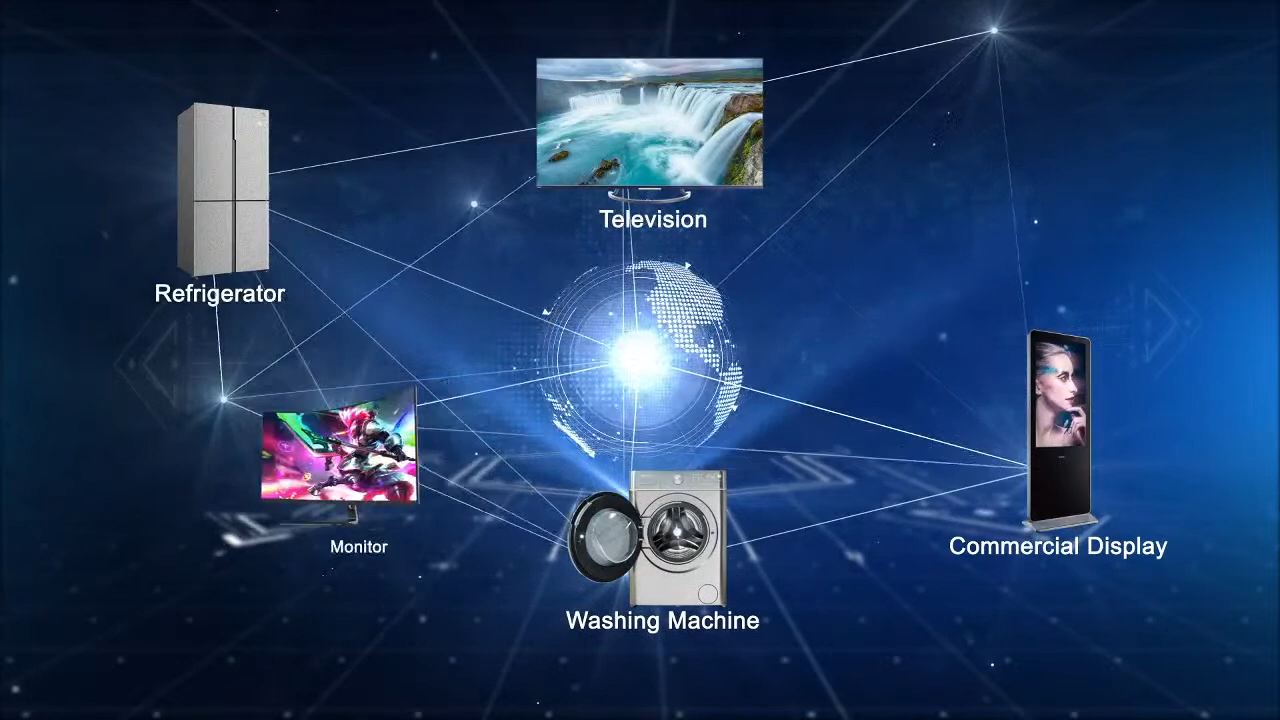 Television
Refrigerator
Monitor
Commercial Display
Washing Machine